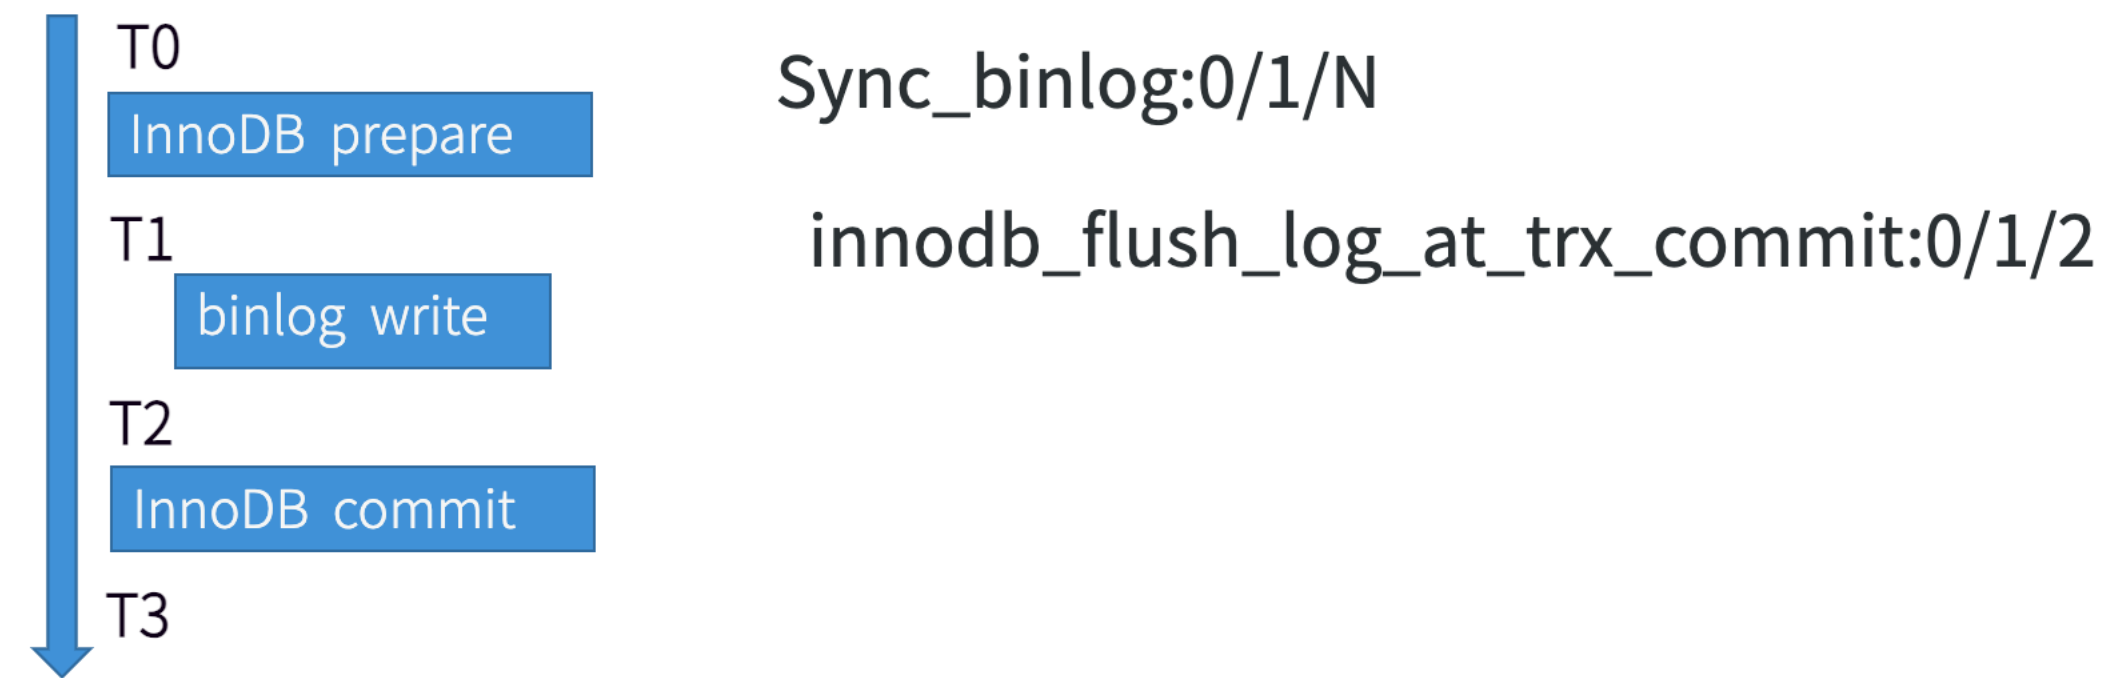 T0
InnoDB prepare
T1
binlog write
T2
InnoDB commit
T3
Sync_binlog:0/1/N
innodb_flush_log_at_trx_commit:0/1/2